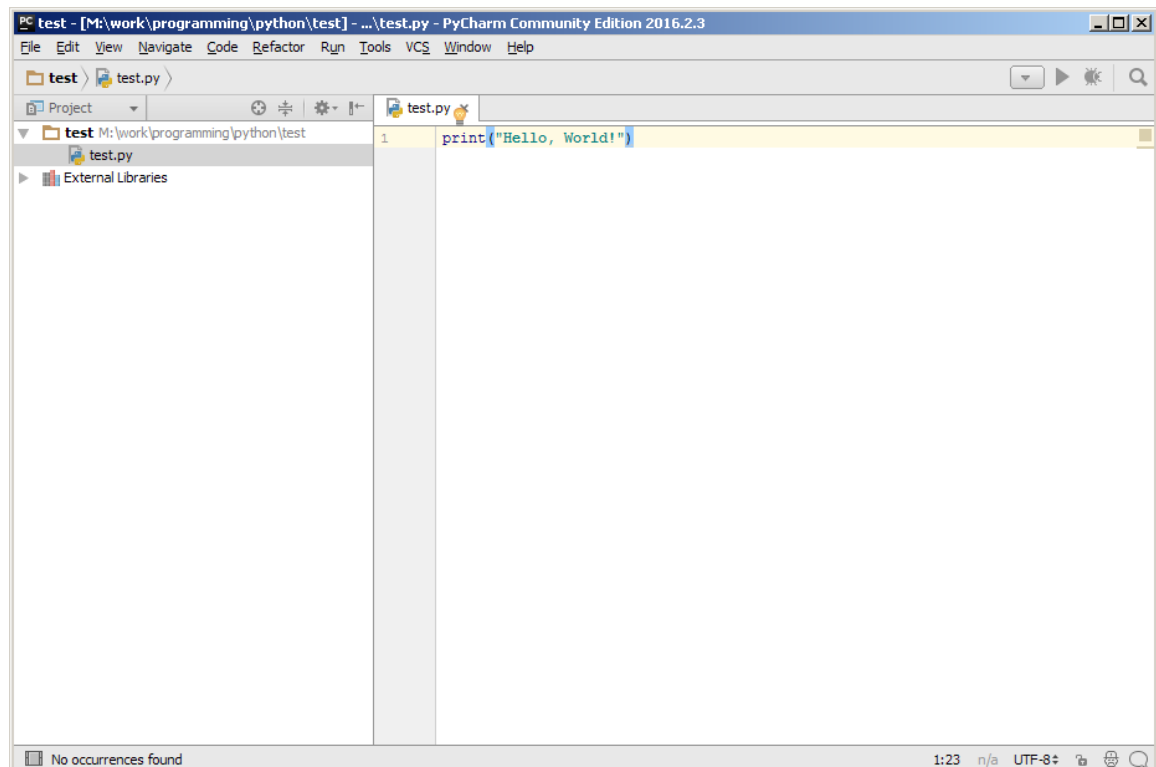 PC test - [M:\work\programming\python\test] - ...\test.py - PyCharm Community Edition 2016.2.3
File Edit View Navigate Code Refactor Run Tools VCS Window Help
test test.py
Project
test.py
test M:\work\programming\python\test
test.py
External Libraries
1 print("Hello, World!")
No occurrences found
1:23 n/a UTF-8